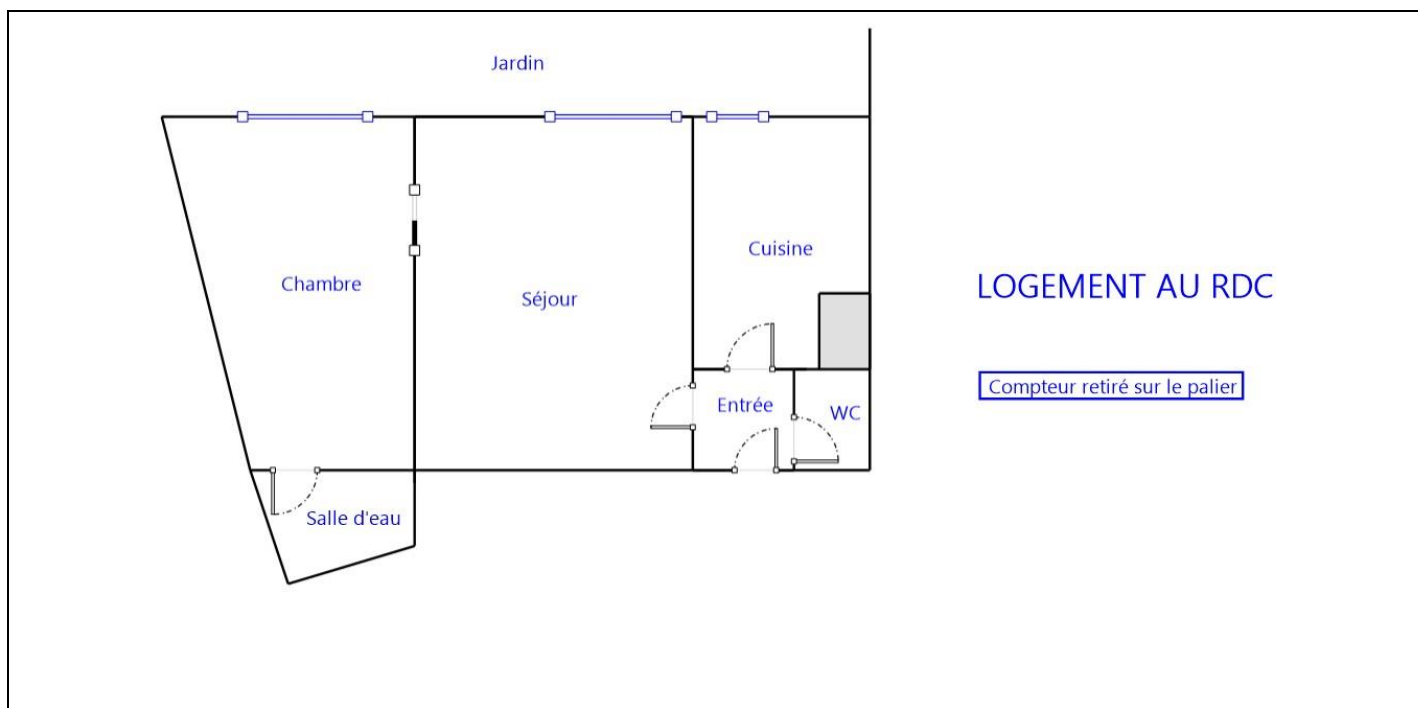 Jardin
Cuisine
Chambre
Séjour
LOGEMENT AU RDC
Compteur retiré sur le palier
Entrée
WC
Salle d'eau